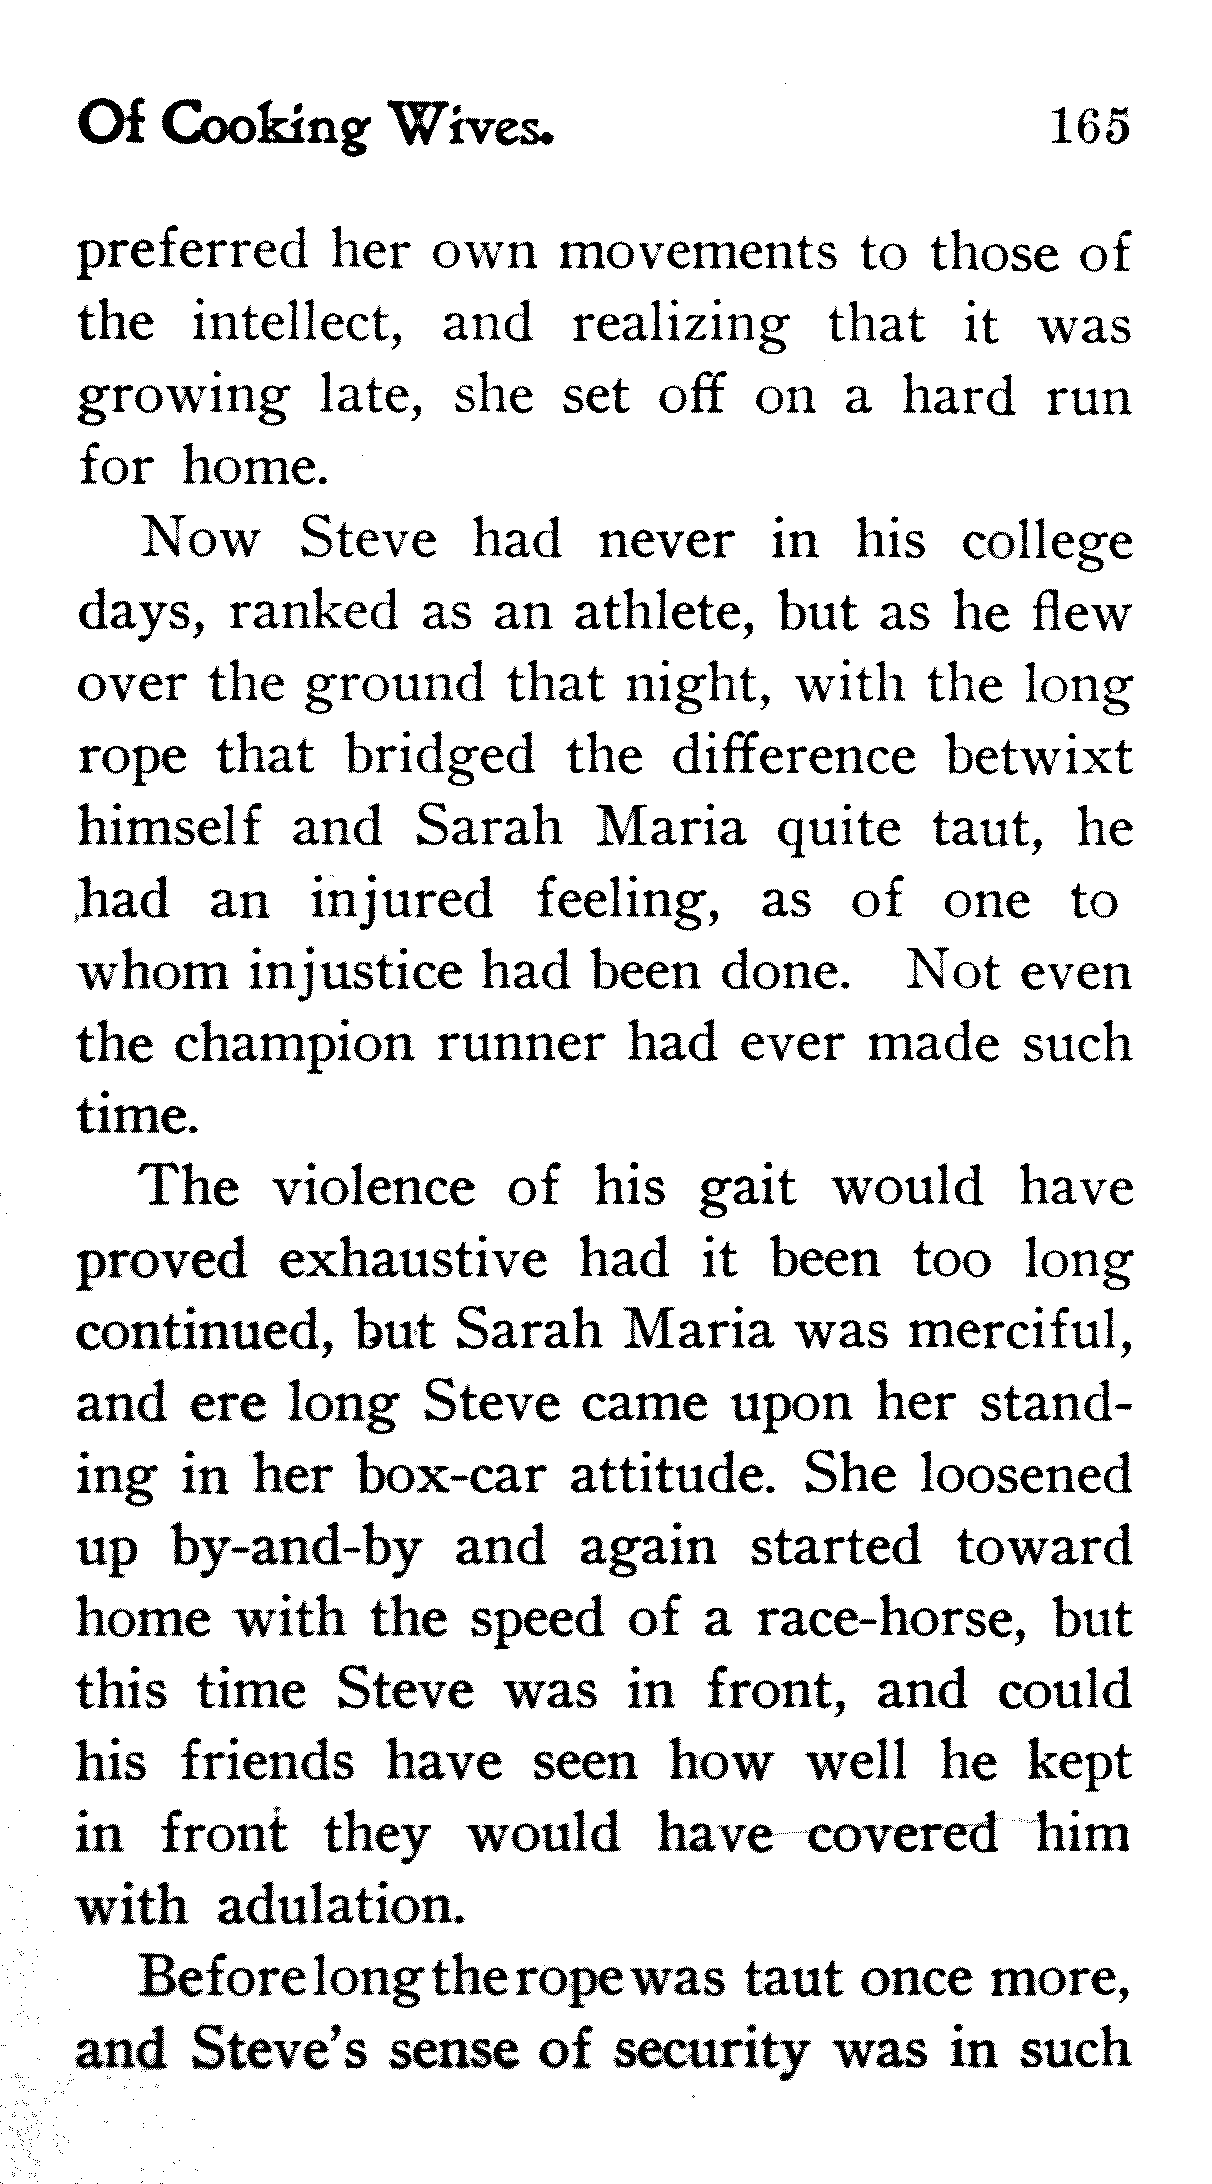 Of Cooking Wives. 165
preferred her own movements to those of
the intellect, and realizing that it was
growing late, she set off on a hard run
for home.
Now Steve had never in his college
days, ranked as an athlete, but as he flew
over the ground that night, with the long
rope that bridged the difference betwixt
himself and Sarah Maria quite taut, he
had an injured feeling, as of one to
whom injustice had been done. Not even
the champion runner had ever made such
time.
The violence of his gait would have
proved exhaustive had it been too long
continued, but Sarah Maria was merciful,
and ere long Steve came upon her stand-
ing in her box-car attitude. She loosened
up by-and-by and again started toward
home with the speed of a race-horse, but
this time Steve was in front, and could
his friends have seen how well he kept
in front they would have covered him
with adulation.
Before long the rope was taut once more,
and Steve's sense of security was in such